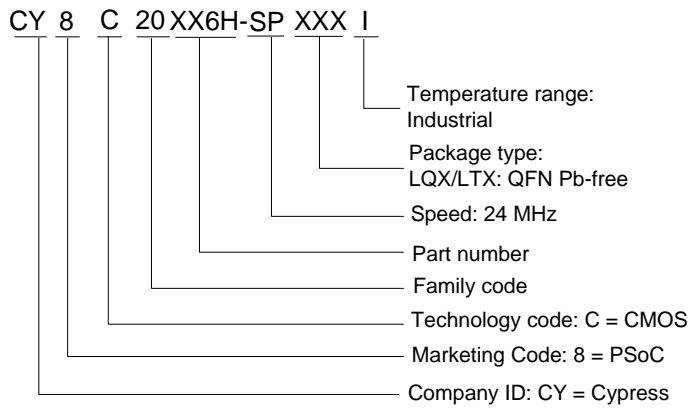 CY 8 C 20 XX6H-SP XXX I
Temperature range:
Industrial
Package type:
LQX/LTX: QFN Pb-free
Speed: 24 MHz
Part number
Family code
Technology code: C = CMOS
Marketing Code: 8 = PSoC
Company ID: CY = Cypress